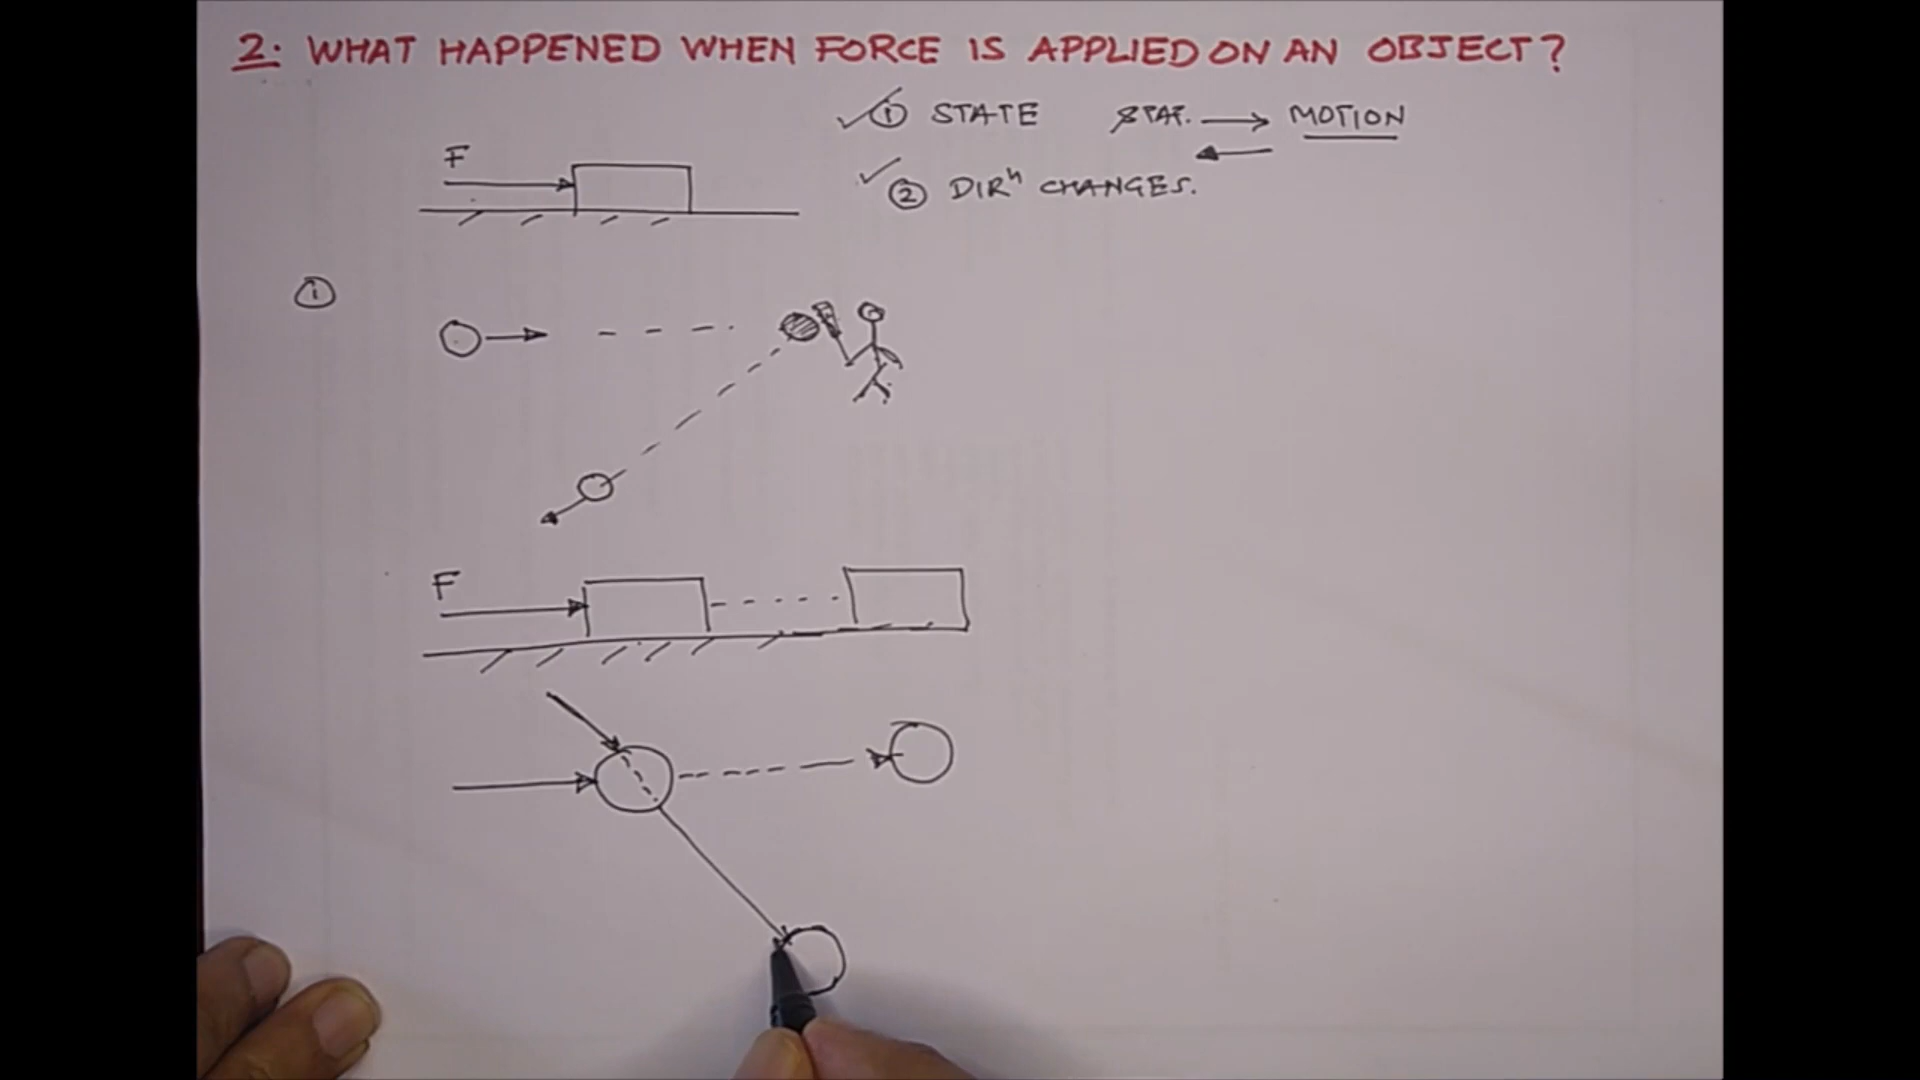 2. WHAT HAPPENED WHEN FORCE IS APPLIED ON AN OBJECT?
① STATE STAT. → MOTION
←
② DIRⁿ CHANGES.
F
①
F